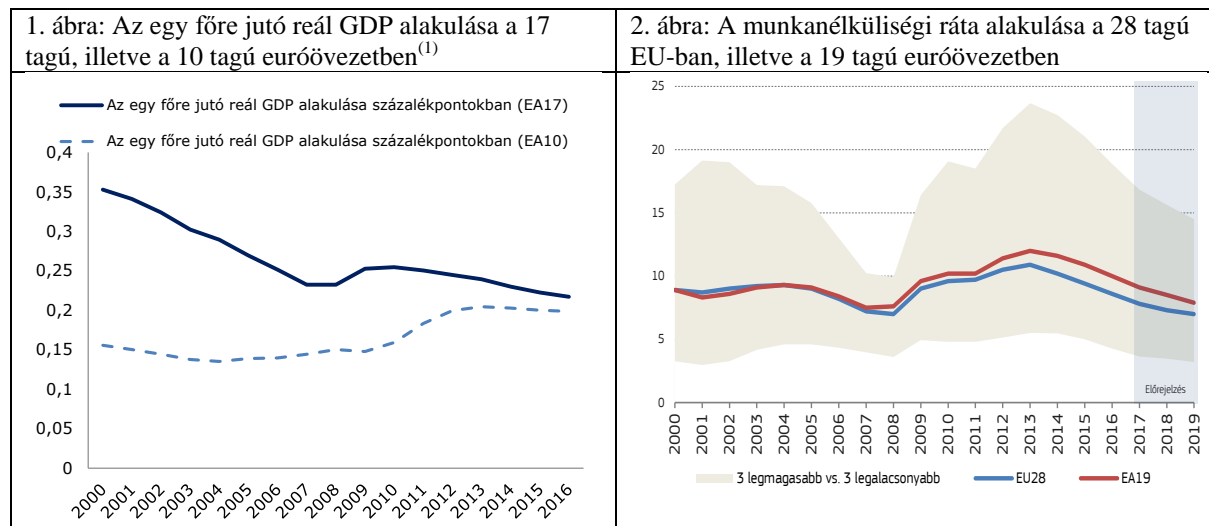 1. ábra: Az egy főre jutó reál GDP alakulása a 17
tagú, illetve a 10 tagú euróövezetben(1)
Az egy főre jutó reál GDP alakulása százalékpontokban (EA17)
Az egy főre jutó reál GDP alakulása százalékpontokban (EA10)
0,4
0,35
0,3
0,25
0,2
0,15
0,1
0,05
0
2000 2001 2002 2003 2004 2005 2006 2007 2008 2009 2010 2011 2012 2013 2014 2015 2016
2. ábra: A munkanélküliségi ráta alakulása a 28 tagú
EU-ban, illetve a 19 tagú euróövezetben
25
20
15
10
5
0
Előrejelzés
2000 2001 2002 2003 2004 2005 2006 2007 2008 2009 2010 2011 2012 2013 2014 2015 2016 2017 2018 2019
3 legmagasabb vs. 3 legalacsonyabb EU28 EA19